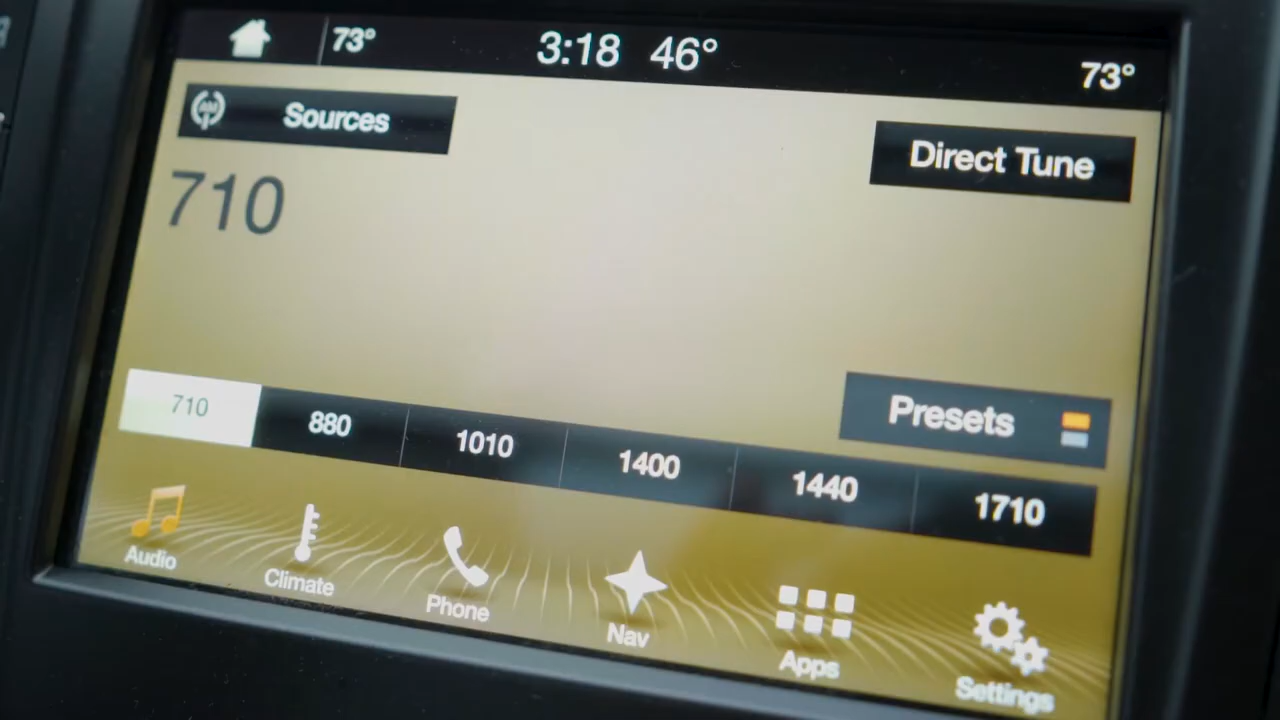 73° 3:18 46° 73°
AM Sources
Direct Tune
710
Presets
710 880 1010 1400 1440 1710
Audio Climate Phone Nav Apps Settings